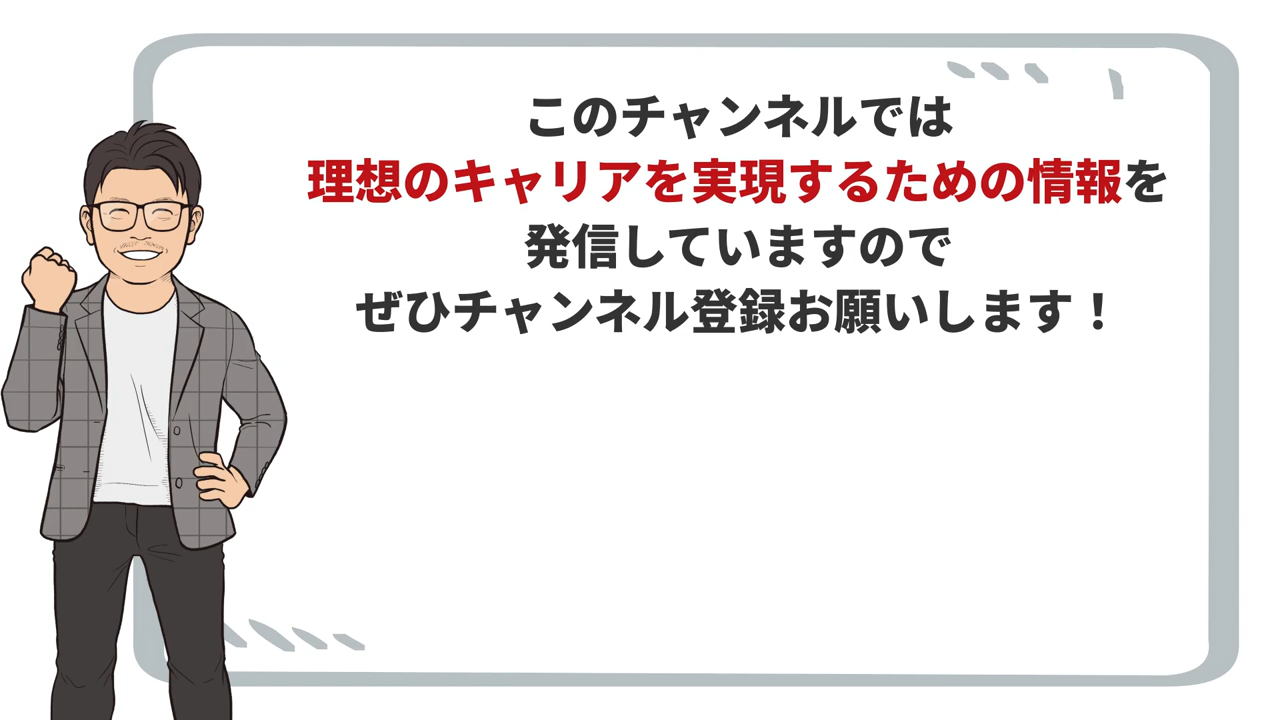 このチャンネルでは
理想のキャリアを実現するための情報を
発信していますので
ぜひチャンネル登録お願いします！